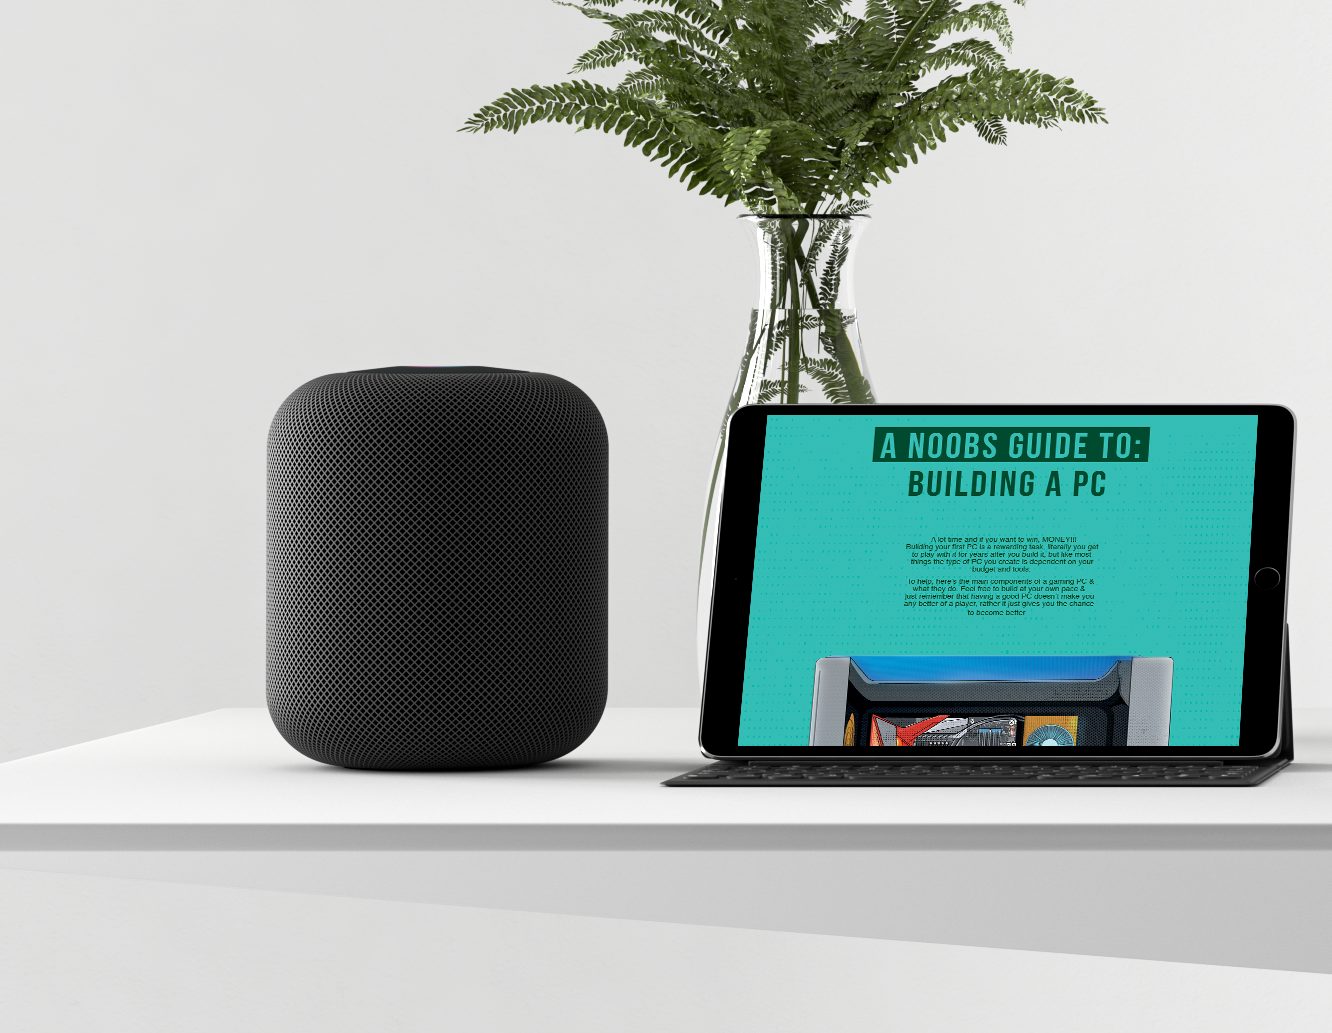 A NOOBS GUIDE TO:
BUILDING A PC
A lot time and if you want to win, MONEY!!!
Building your first PC is a rewarding task, literally you get
to play with it for years after you build it, but like most
things the type of PC you create is dependent on your
budget and tools.
To help, here's the main components of a gaming PC &
what they do. Feel free to build at your own pace &
just remember that having a good PC doesn't make you
any better of a player, rather it just gives you the chance
to become better